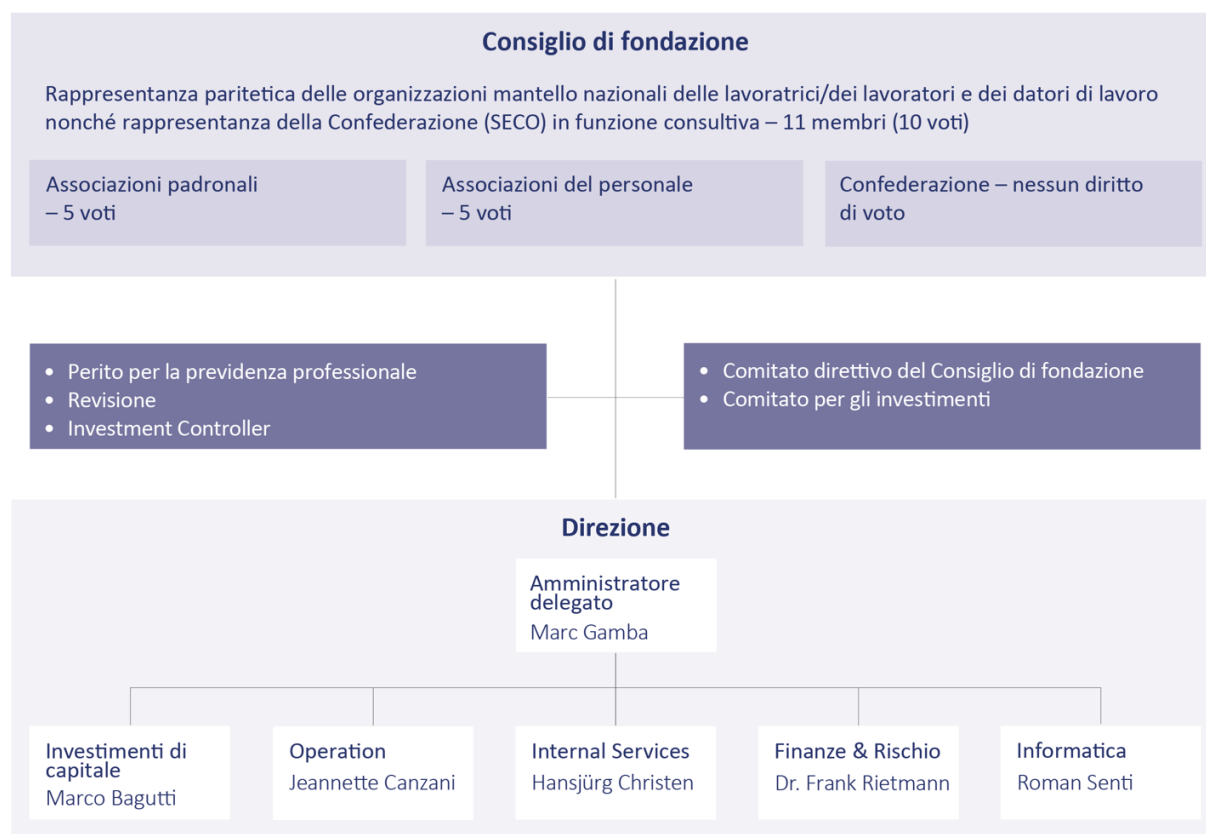 Consiglio di fondazione
Rappresentanza paritetica delle organizzazioni mantello nazionali delle lavoratrici/dei lavoratori e dei datori di lavoro
nonché rappresentanza della Confederazione (SECO) in funzione consultiva – 11 membri (10 voti)
Associazioni padronali
– 5 voti
Associazioni del personale
– 5 voti
Confederazione – nessun diritto
di voto
• Perito per la previdenza professionale
• Revisione
• Investment Controller
• Comitato direttivo del Consiglio di fondazione
• Comitato per gli investimenti
Direzione
Amministratore
delegato
Marc Gamba
Investimenti di
capitale
Marco Bagutti
Operation
Jeannette Canzani
Internal Services
Hansjürg Christen
Finanze & Rischio
Dr. Frank Rietmann
Informatica
Roman Senti